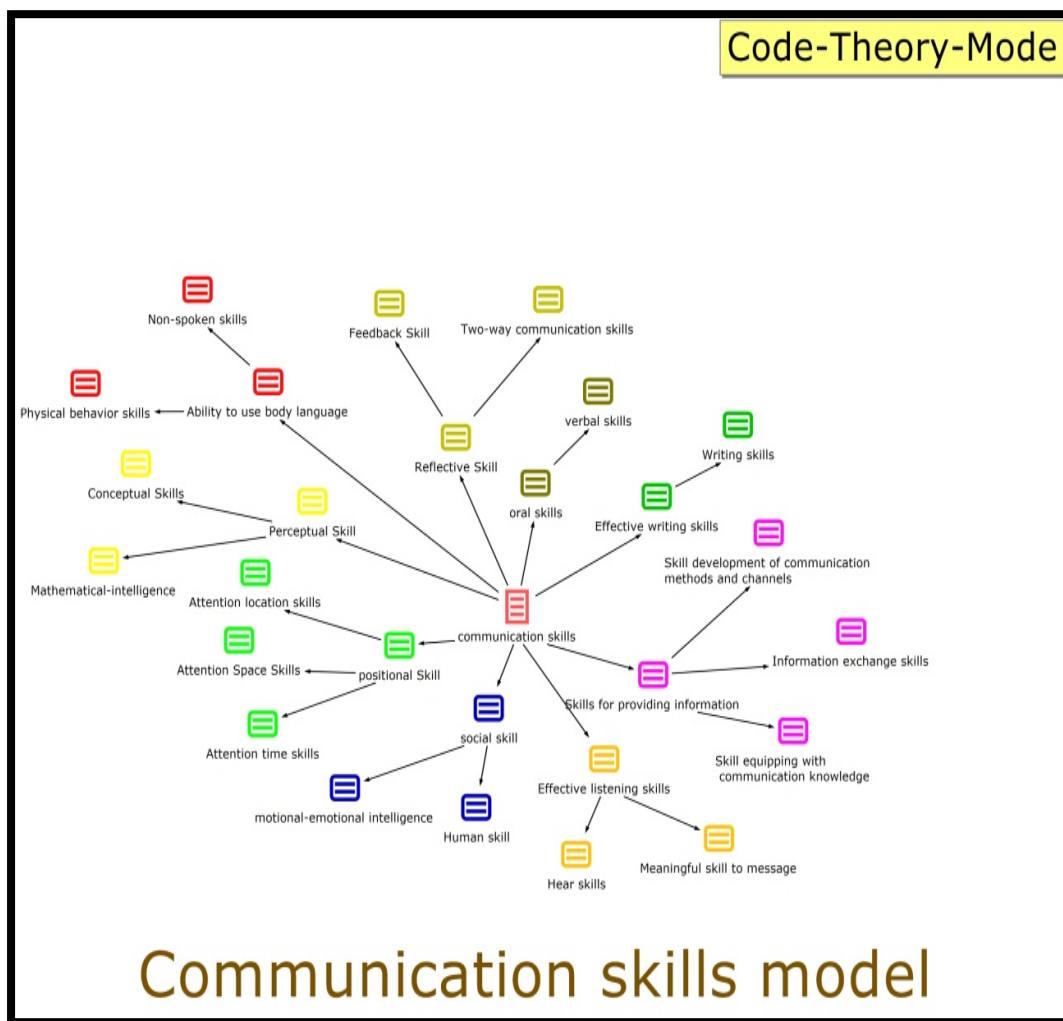 Code-Theory-Mode
Non-spoken skills
Feedback Skill
Two-way communication skills
Physical behavior skills
Ability to use body language
verbal skills
Writing skills
Reflective Skill
Conceptual Skills
oral skills
Effective writing skills
Perceptual Skill
Skill development of communication
methods and channels
Mathematical-intelligence
Attention location skills
communication skills
Information exchange skills
Attention Space Skills
positional Skill
Skills for providing information
social skill
Attention time skills
Skill equipping with
communication knowledge
Effective listening skills
motional-emotional intelligence
Human skill
Meaningful skill to message
Hear skills
Communication skills model